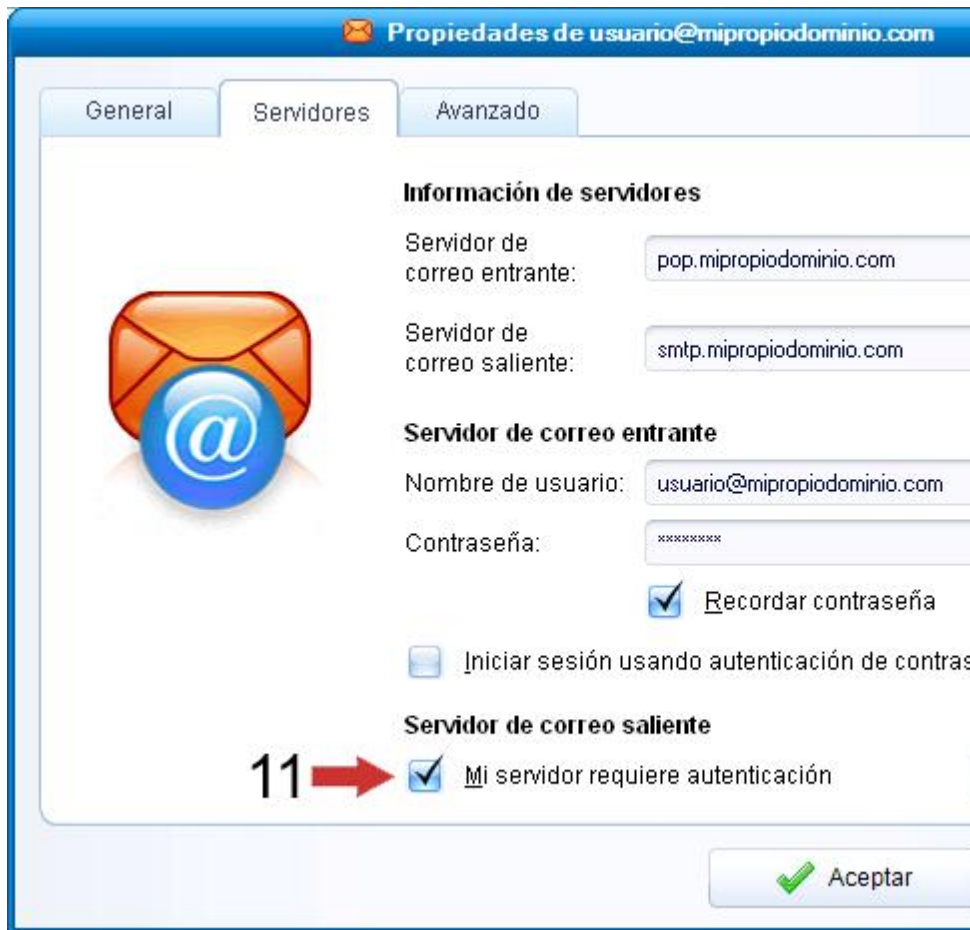 Propiedades de usuario@mipropiodominio.com
General Servidores Avanzado
Información de servidores
Servidor de
correo entrante:
pop.mipropiodominio.com
Servidor de
correo saliente:
smtp.mipropiodominio.com
Servidor de correo entrante
Nombre de usuario: usuario@mipropiodominio.com
Contraseña: ********
Recordar contraseña
Iniciar sesión usando autenticación de contras
Servidor de correo saliente
11 Mi servidor requiere autenticación
Aceptar